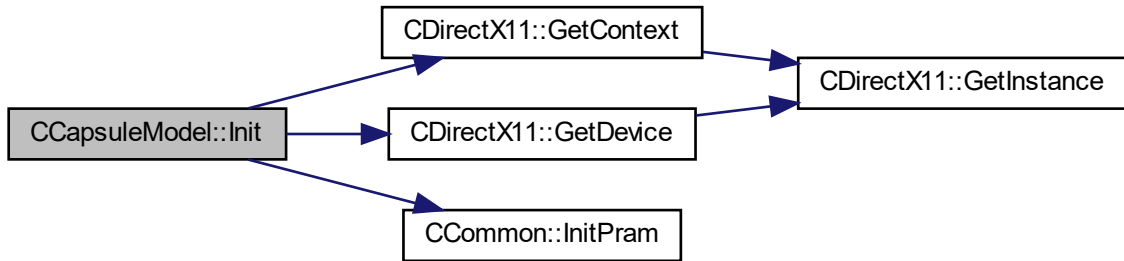 CCapsuleModel::Init
CDirectX11::GetContext
CDirectX11::GetDevice
CCommon::InitPram
CDirectX11::GetInstance